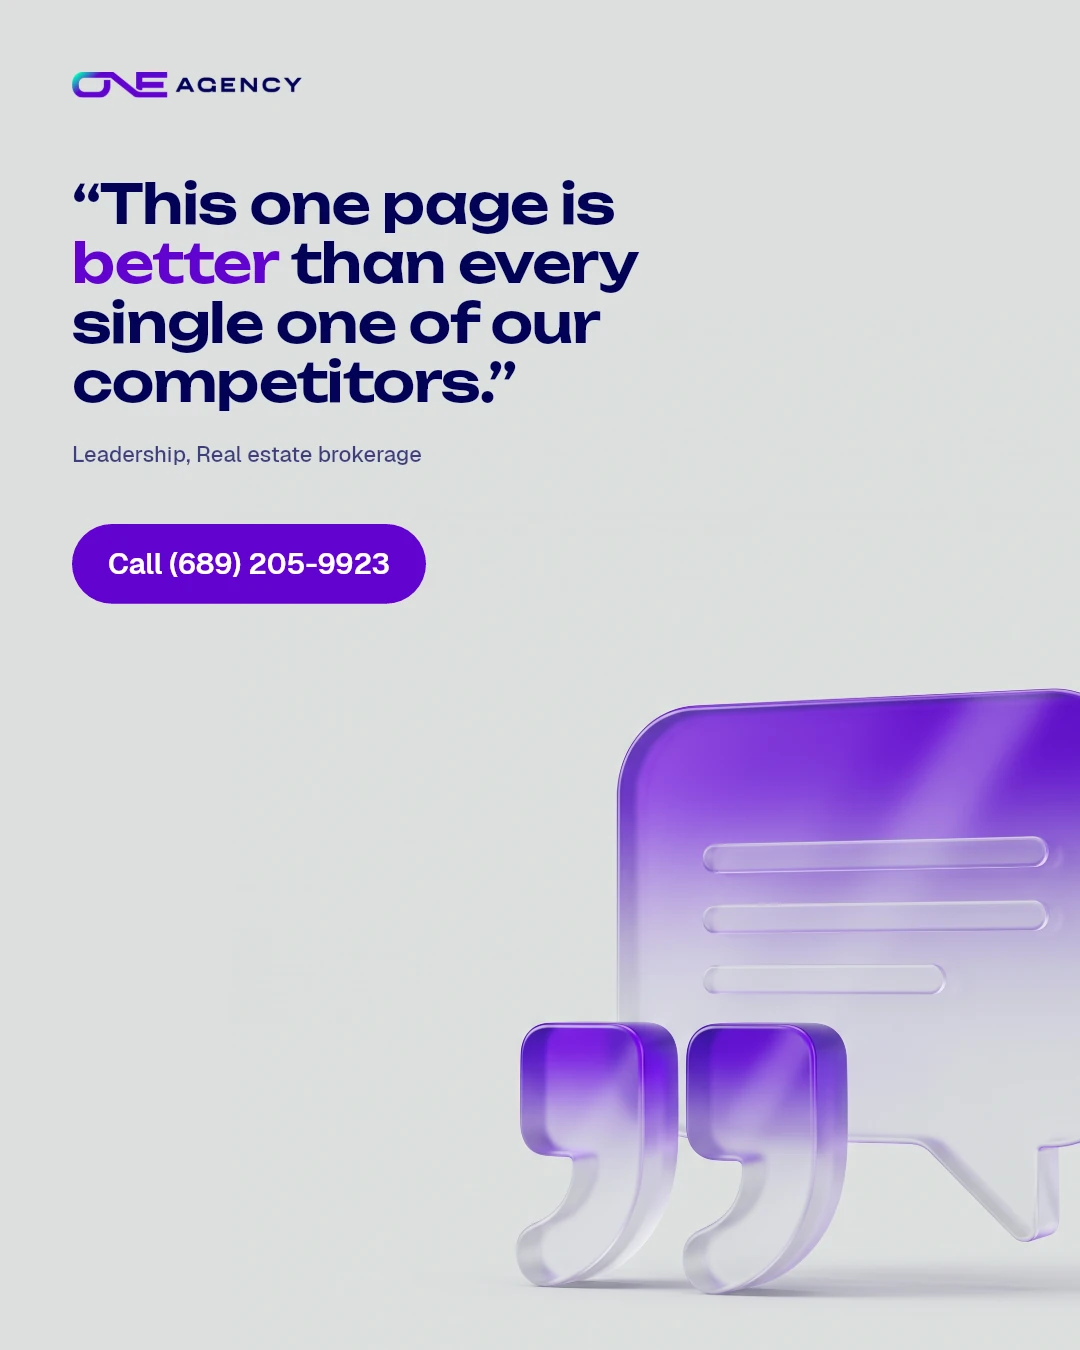 ONE AGENCY
“This one page is
better than every
single one of our
competitors.”
Leadership, Real estate brokerage
Call (689) 205-9923